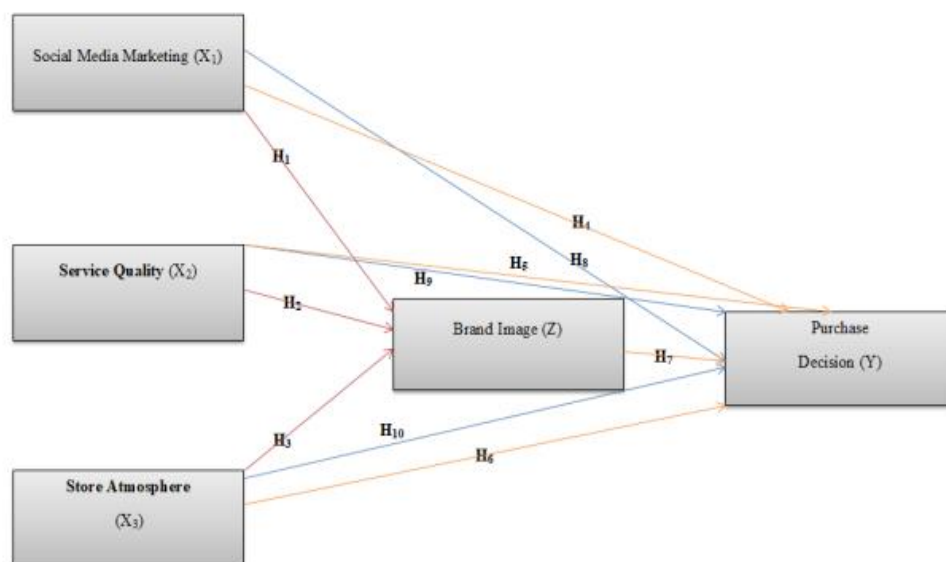 Social Media Marketing (X₁)
H₁
H₄
Service Quality (X₂)
H₅
H₈
H₉
H₂
Brand Image (Z)
Purchase
Decision (Y)
H₇
H₁₀
H₃
H₆
Store Atmosphere
(X₃)